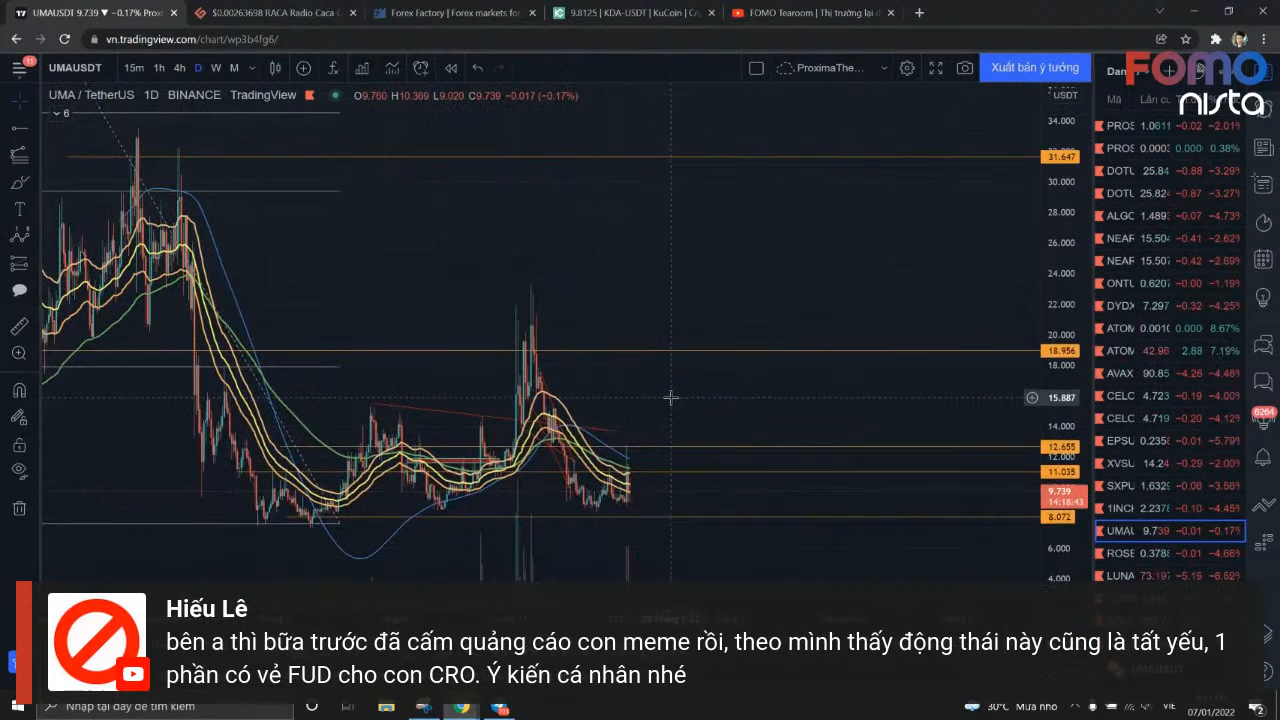 UMAUSDT 9.739 ▼ −0.17% Prox
$0.00263698 RACA Radio Caca
Forex Factory | Forex markets fo
9.8125 | KDA-USDT | KuCoin | Cry
FOMO Tearoom | Thị trường lại đ
vn.tradingview.com/chart/wp3b4fg6/
11
UMAUSDT 15m 1h 4h D W M
ProximaThe...
Xuất bản ý tưởng
FOMO
nista
UMA / TetherUS 1D BINANCE TradingView O9.760 H10.369 L9.020 C9.739 −0.017 (−0.17%)
6
USDT
34.000
31.647
30.000
28.000
26.000
24.000
22.000
20.000
18.956
18.000
15.887
14.000
12.655
12.000
11.035
9.739
14:18:43
8.072
6.000
4.000
Mã
PROS 1.0611 −0.02 −2.01%
PROS 0.0003 0.000 0.38%
DOTU 25.84 −0.88 −3.29%
DOTU 25.824 −0.87 −3.27%
ALGC 1.4893 −0.07 −4.73%
NEAR 15.504 −0.41 −2.62%
NEAR 15.507 −0.42 −2.69%
ONTU 0.6207 −0.00 −1.19%
DYDX 7.297 −0.32 −4.25%
ATOM 0.0010 0.000 8.67%
ATOM 42.96 2.88 7.19%
AVAX 90.85 −4.26 −4.48%
CELC 4.723 −0.19 −4.00%
CELC 4.719 −0.20 −4.12%
EPSU 0.2358 −0.01 −5.79%
XVSU 14.24 −0.29 −2.00%
SXPU 1.6329 −0.06 −3.56%
1INCH 2.2378 −0.10 −4.45%
UMAU 9.739 −0.01 −0.17%
ROSE 0.3788 −0.01 −4.66%
LUNA 73.197 −5.16 −6.59%
6264
Hiếu Lê
bên a thì bữa trước đã cấm quảng cáo con meme rồi, theo mình thấy động thái này cũng là tất yếu, 1
phần có vẻ FUD cho con CRO. Ý kiến cá nhân nhé
UMAUSDT
Nhập tại đây để tìm kiếm
30°C Mưa nhỏ
VIE
07/01/2022
2